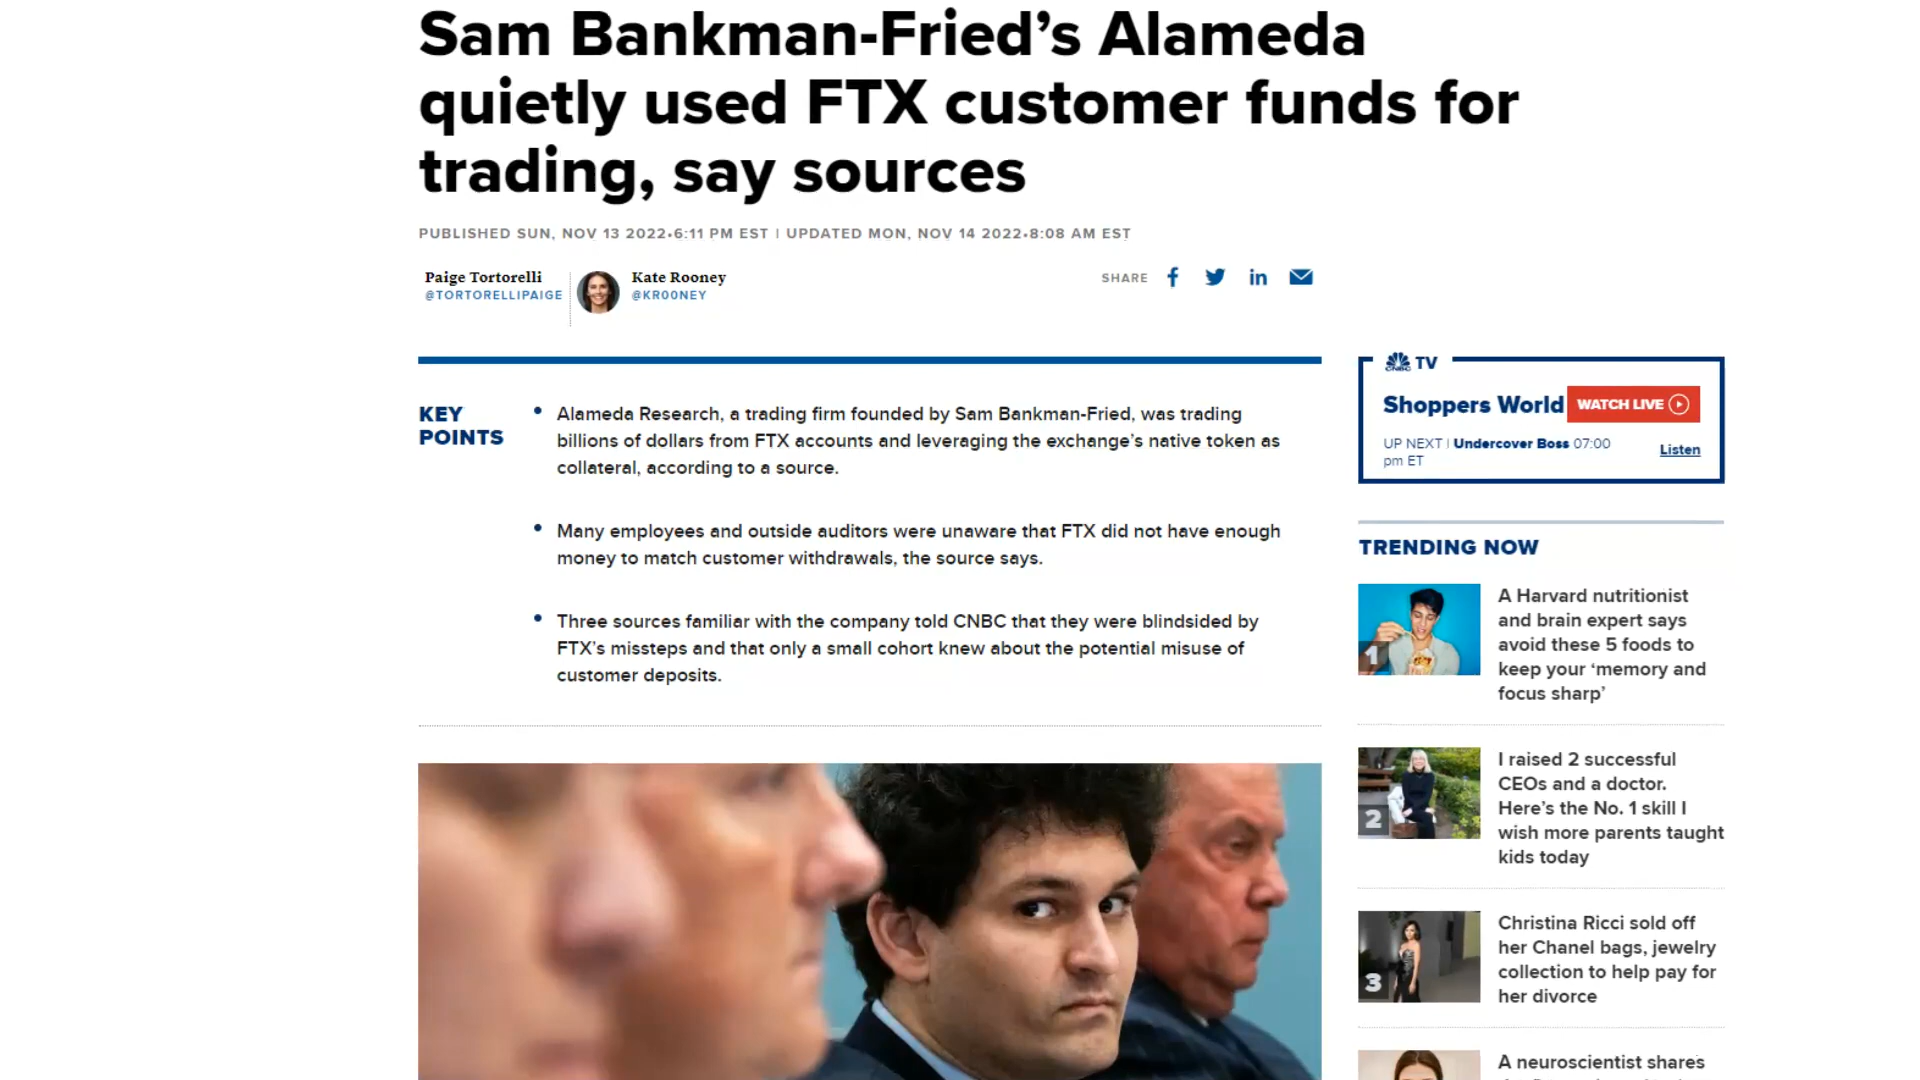 Sam Bankman-Fried’s Alameda
quietly used FTX customer funds for
trading, say sources
PUBLISHED SUN, NOV 13 2022•6:11 PM EST | UPDATED MON, NOV 14 2022•8:08 AM EST
Paige Tortorelli
@TORTORELLIPAIGE
Kate Rooney
@KR00NEY
SHARE
KEY
POINTS
Alameda Research, a trading firm founded by Sam Bankman-Fried, was trading
billions of dollars from FTX accounts and leveraging the exchange’s native token as
collateral, according to a source.
Many employees and outside auditors were unaware that FTX did not have enough
money to match customer withdrawals, the source says.
Three sources familiar with the company told CNBC that they were blindsided by
FTX’s missteps and that only a small cohort knew about the potential misuse of
customer deposits.
CNBC TV
Shoppers World
WATCH LIVE
UP NEXT | Undercover Boss 07:00
pm ET
Listen
TRENDING NOW
1
A Harvard nutritionist
and brain expert says
avoid these 5 foods to
keep your ‘memory and
focus sharp’
2
I raised 2 successful
CEOs and a doctor.
Here’s the No. 1 skill I
wish more parents taught
kids today
3
Christina Ricci sold off
her Chanel bags, jewelry
collection to help pay for
her divorce
A neuroscientist shares